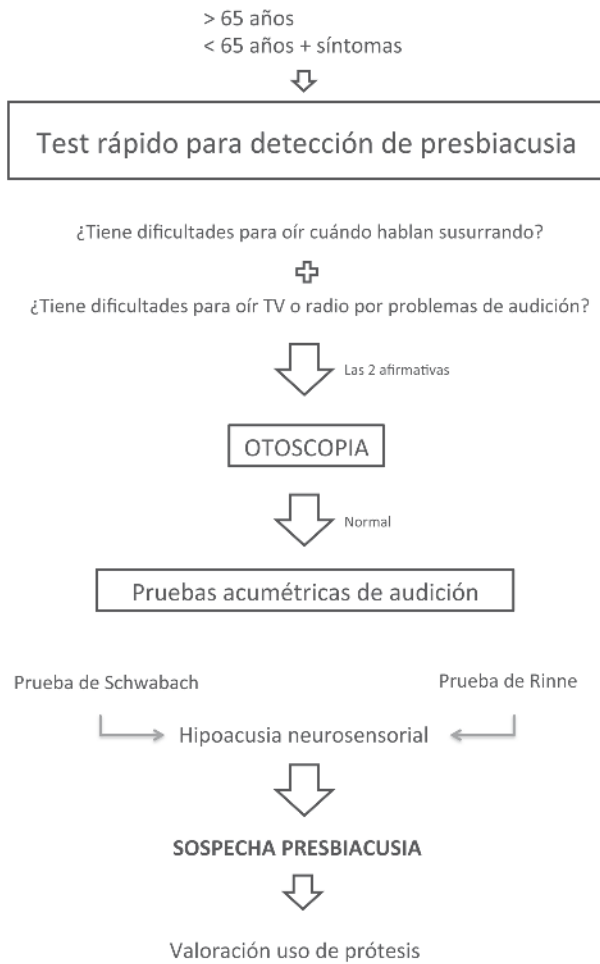 > 65 años
< 65 años + síntomas
Test rápido para detección de presbiacusia
¿Tiene dificultades para oír cuándo hablan susurrando?
¿Tiene dificultades para oír TV o radio por problemas de audición?
Las 2 afirmativas
OTOSCOPIA
Normal
Pruebas acumétricas de audición
Prueba de Schwabach
Prueba de Rinne
Hipoacusia neurosensorial
SOSPECHA PRESBIACUSIA
Valoración uso de prótesis